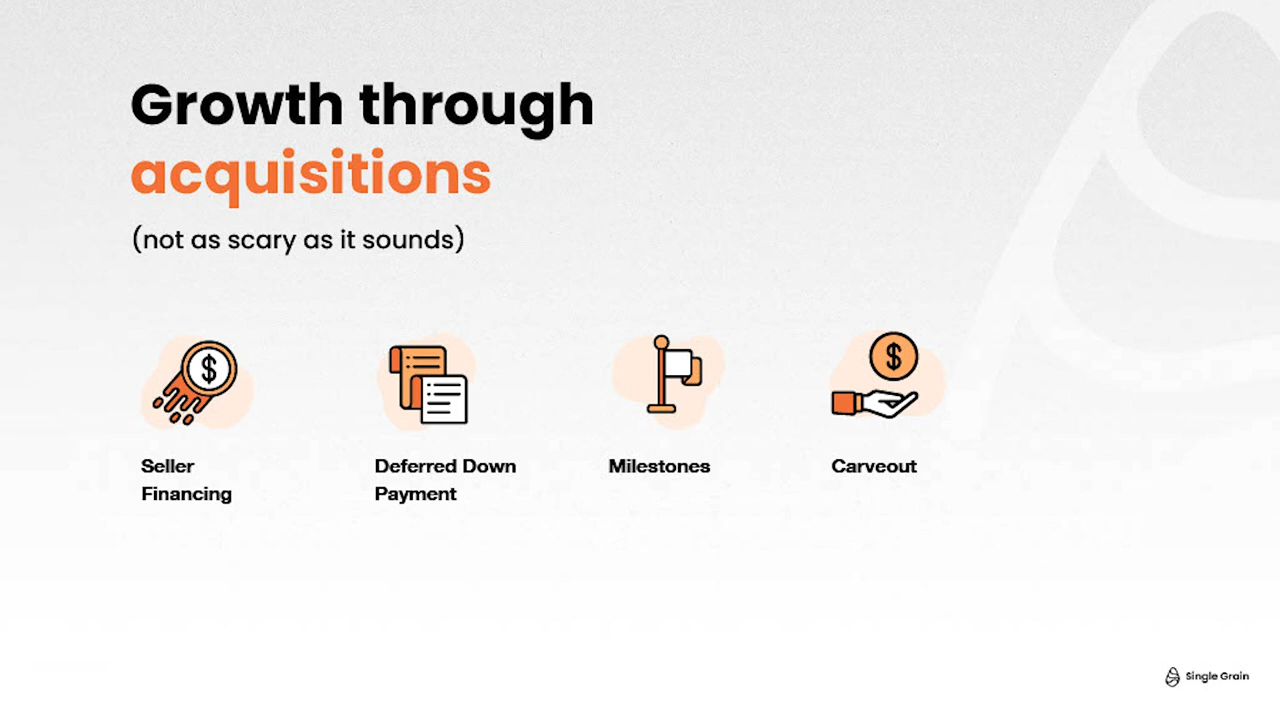 Growth through
acquisitions
(not as scary as it sounds)
Seller
Financing
Deferred Down
Payment
Milestones
Carveout
Single Grain